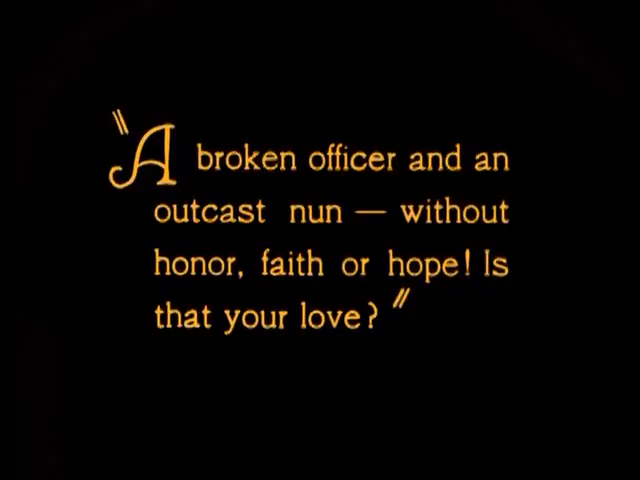 "A broken officer and an
outcast nun — without
honor, faith or hope! Is
that your love?"